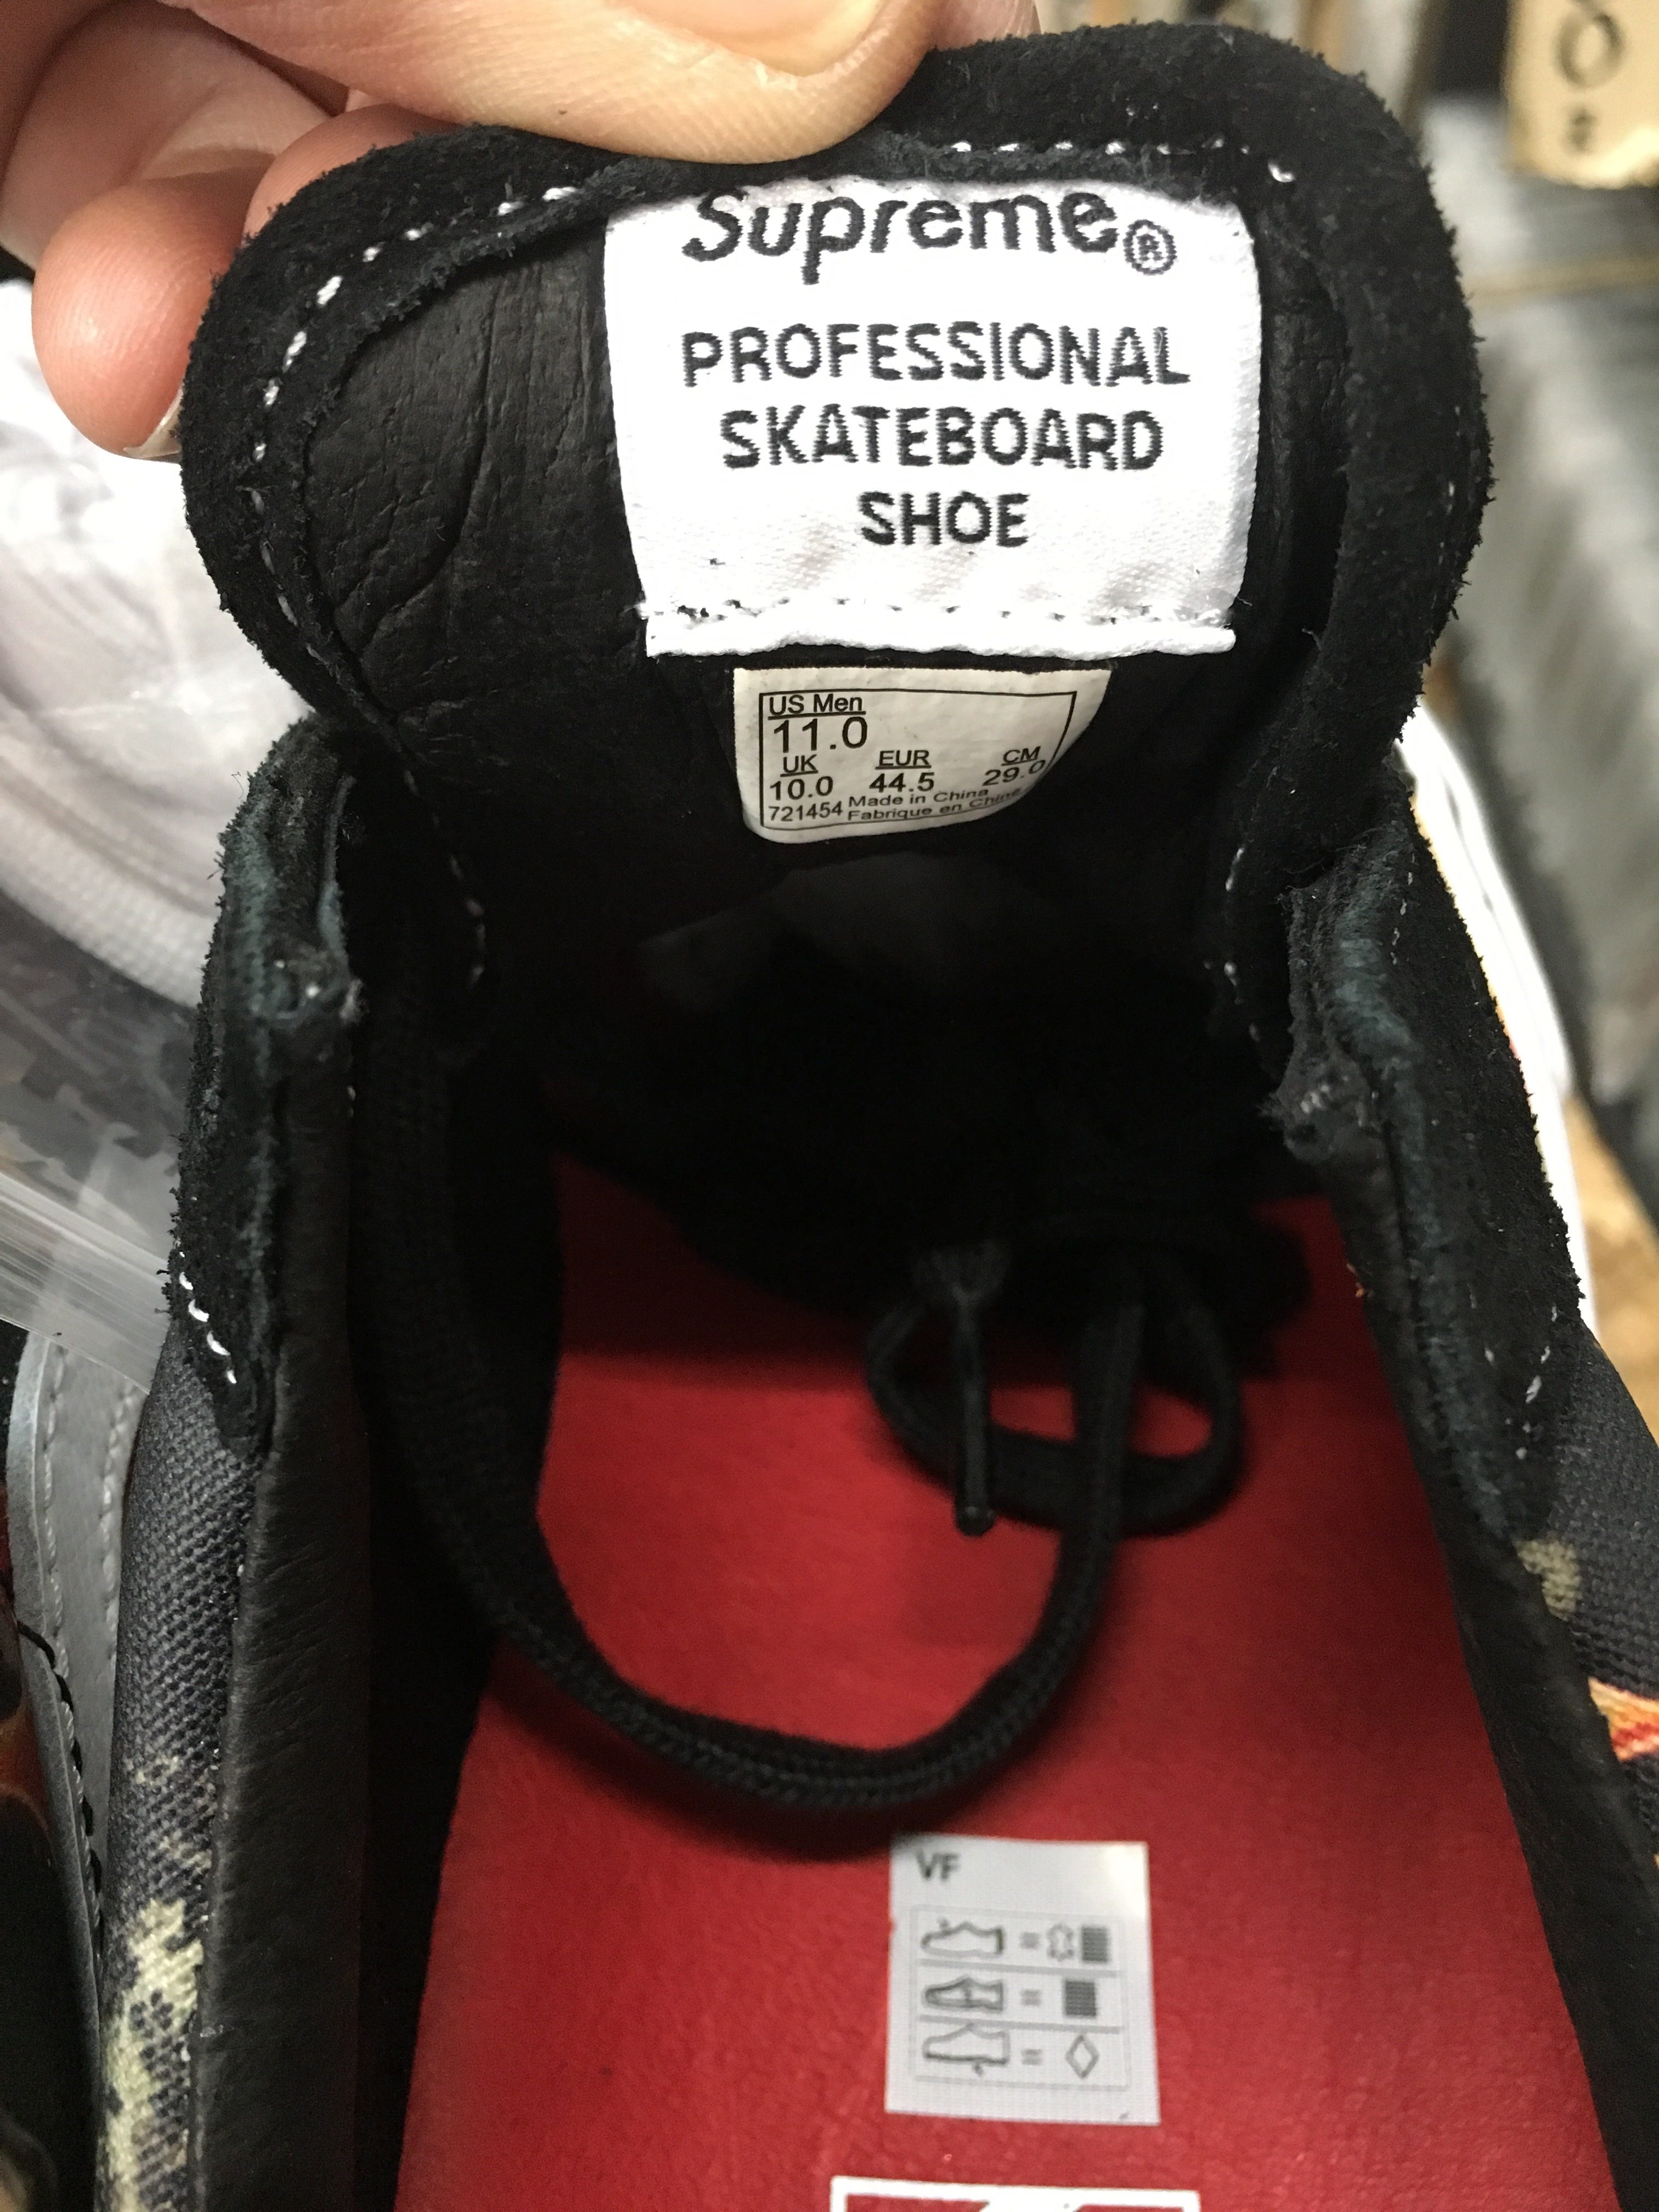 Supreme®
PROFESSIONAL
SKATEBOARD
SHOE
US Men
11.0
UK EUR CM
10.0 44.5 29.0
721454 Made in China
Fabrique en Chine
VF